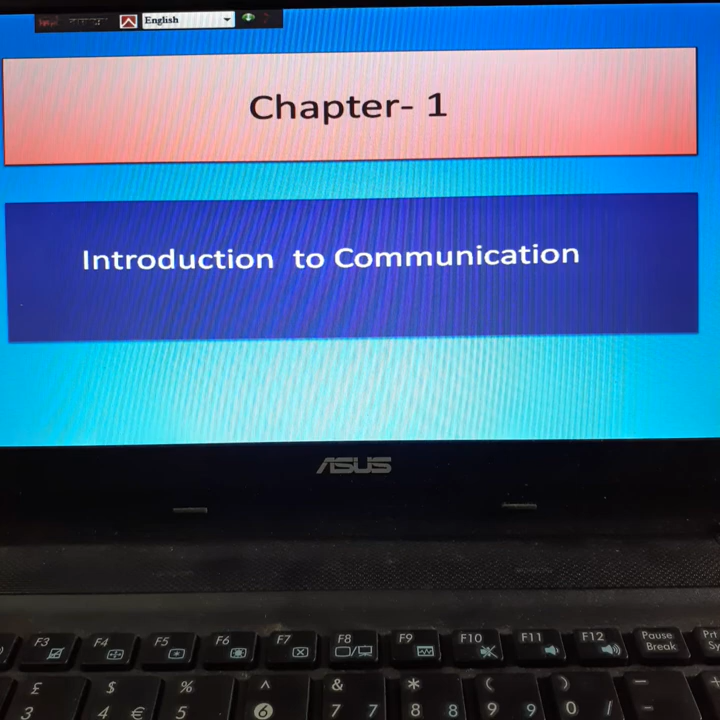 English
Chapter- 1
Introduction to Communication
ASUS
F3 F4 F5 F6 F7 F8 F9 F10 F11 F12 Pause Break
£ $ % ^ & * ( ) −
3 4 € 5 6 7 7 8 8 9 9 0 / -